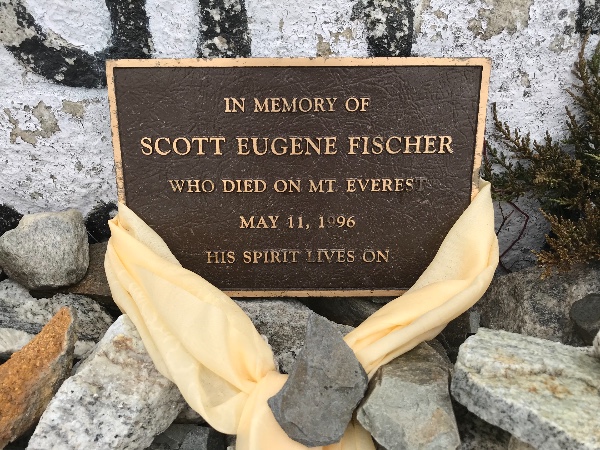 IN MEMORY OF
SCOTT EUGENE FISCHER
WHO DIED ON MT. EVEREST
MAY 11, 1996
HIS SPIRIT LIVES ON